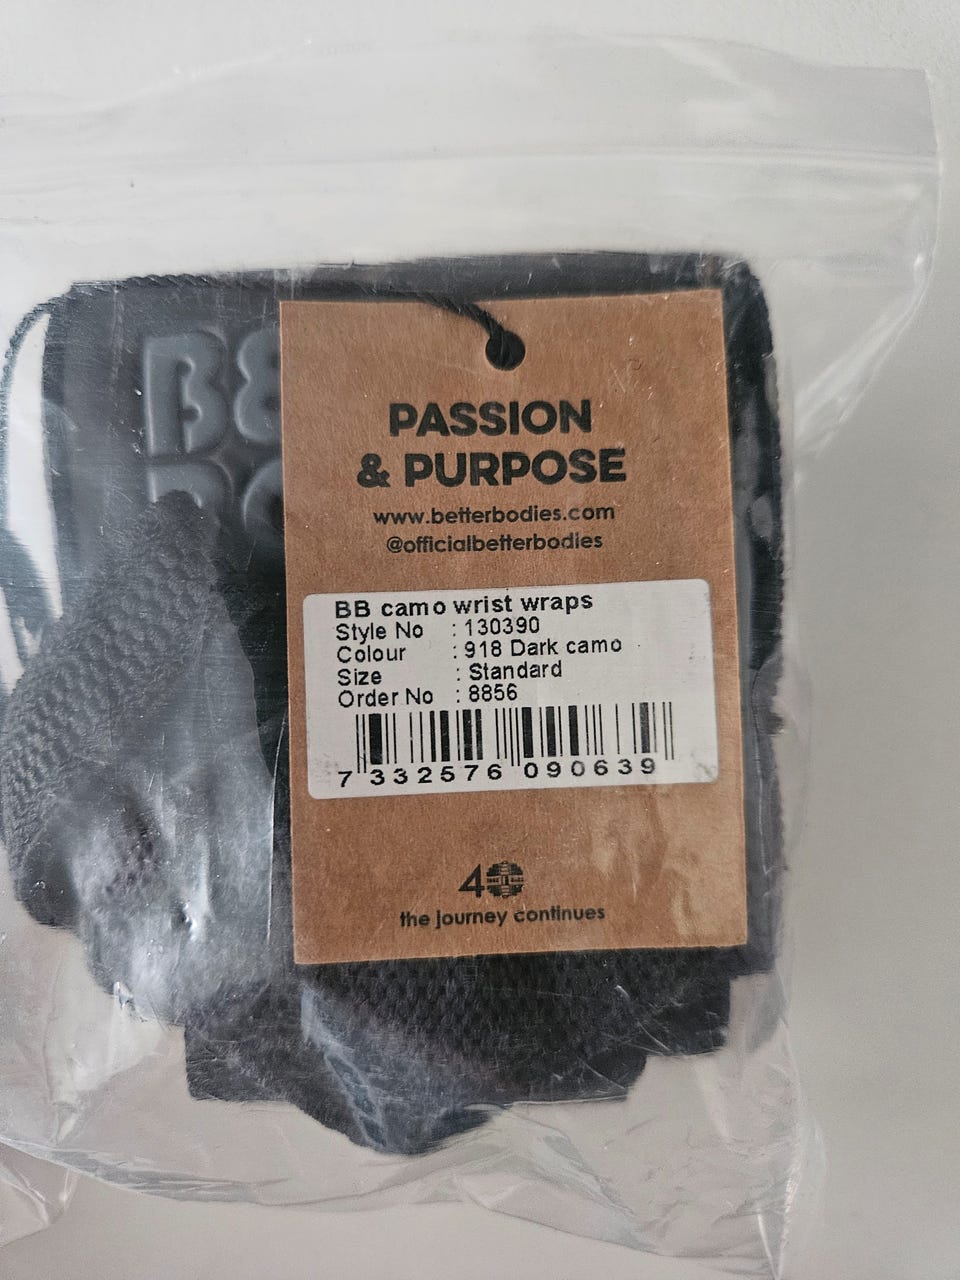 BE
PASSION
& PURPOSE
www.betterbodies.com
@officialbetterbodies
BB camo wrist wraps
Style No : 130390
Colour : 918 Dark camo
Size : Standard
Order No : 8856
7 332576 090639
40
the journey continues